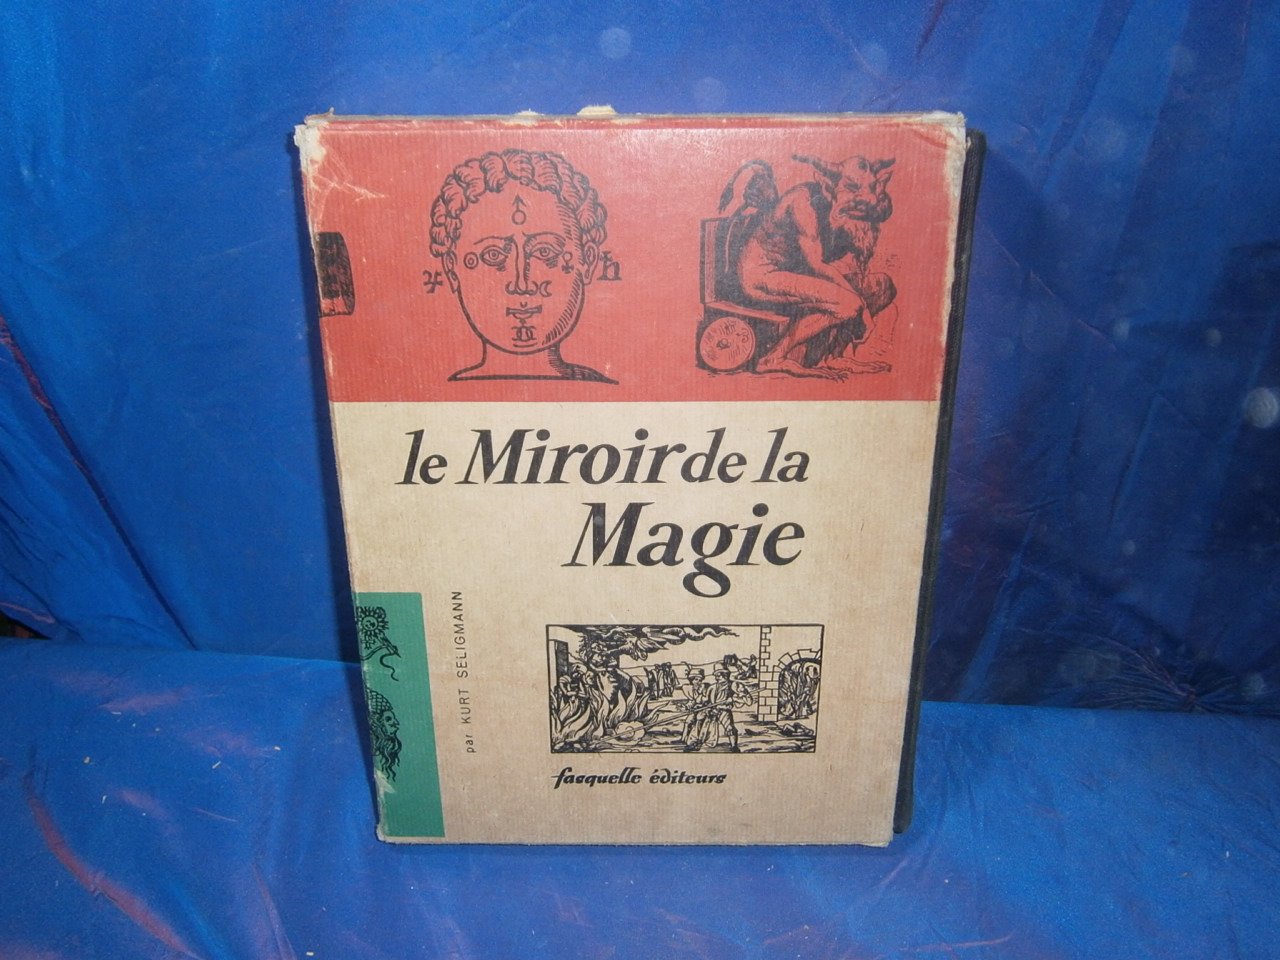 le Miroir de la
Magie
par KURT SELIGMANN
fasquelle éditeurs